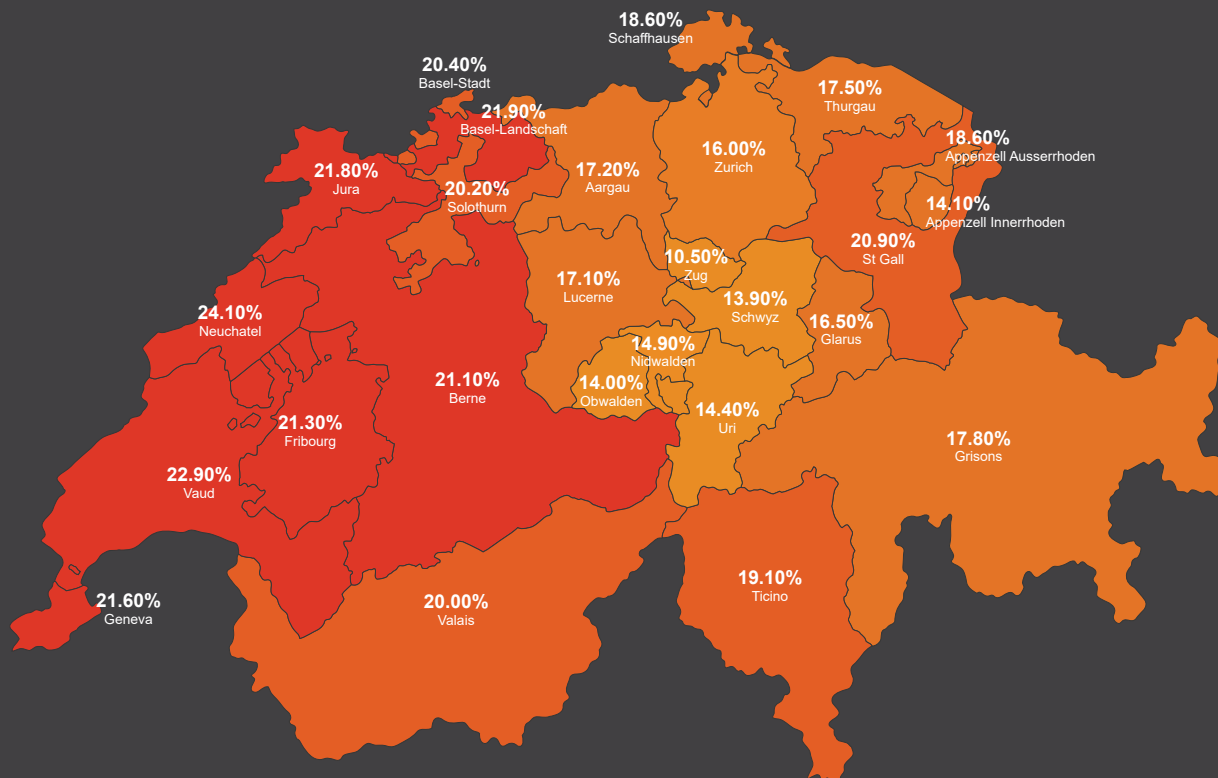 18.60%
Schaffhausen
20.40%
Basel-Stadt
21.90%
Basel-Landschaft
17.50%
Thurgau
18.60%
Appenzell Ausserrhoden
21.80%
Jura
17.20%
Aargau
16.00%
Zurich
20.20%
Solothurn
14.10%
Appenzell Innerrhoden
20.90%
St Gall
10.50%
Zug
17.10%
Lucerne
13.90%
Schwyz
24.10%
Neuchatel
16.50%
Glarus
14.90%
Nidwalden
21.10%
Berne
14.00%
Obwalden
14.40%
Uri
21.30%
Fribourg
17.80%
Grisons
22.90%
Vaud
19.10%
Ticino
21.60%
Geneva
20.00%
Valais